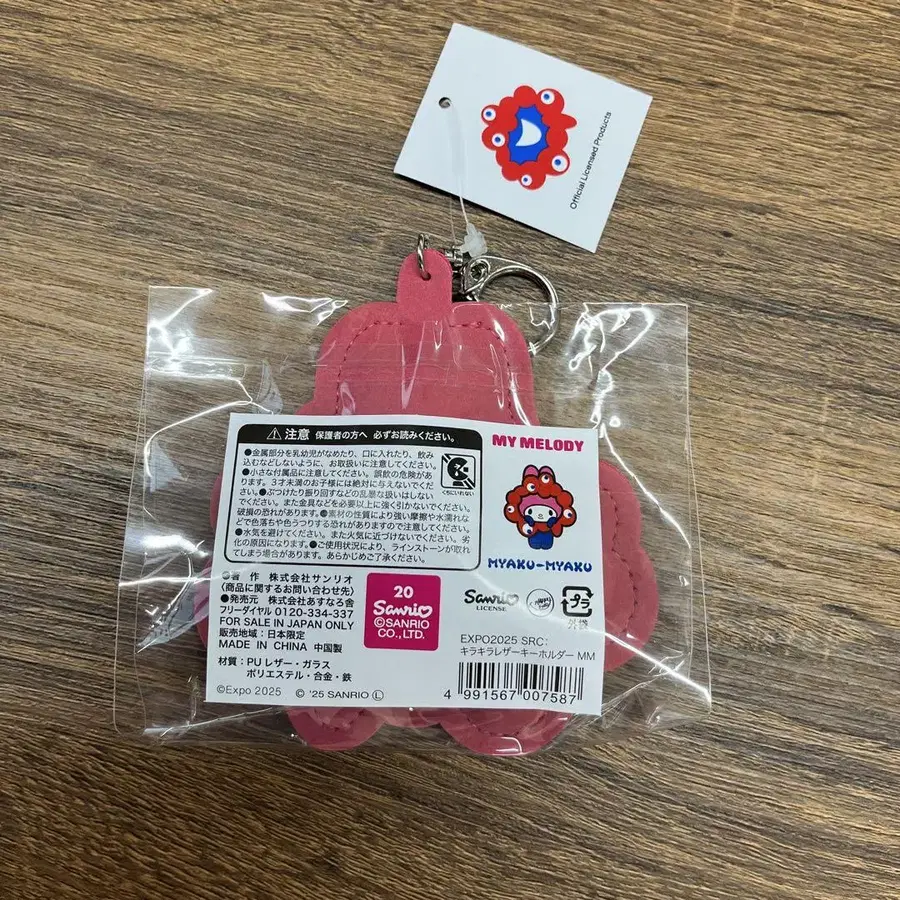 Official Licensed Products
⚠ 注意 保護者の方へ 必ずお読みください。
●金属部分を乳幼児がなめたり、口に入れたり、飲み
込むなどしないように、お取扱いに注意してください。
●小さな付属品に注意してください。誤飲の危険があり
ます。3才未満のお子様には絶対に与えないでくだ
さい。●ぶつけたり振り回すなどの乱暴な扱いはしない
でください。また金具などを必要以上に強く引かないでください。
破損の恐れがあります。●素材の性質により強い摩擦や水濡れな
どで色落ちや色うつりする恐れがありますのでご注意ください。
●水気を避けてください。また火気に近づけないでください。劣
化の原因になります。●ご使用状況により、ラインストーンが取れ
てしまう場合があります。あらかじめご了承ください。
くちにいれない
MY MELODY
MYAKU-MYAKU
●著 作 株式会社サンリオ
〈商品に関するお問い合わせ先〉
●発売元 株式会社あすなろ舎
フリーダイヤル 0120-334-337
FOR SALE IN JAPAN ONLY
販売地域:日本限定
MADE IN CHINA 中国製
材質:PUレザー・ガラス
ポリエステル・合金・鉄
©Expo 2025 © '25 SANRIO Ⓛ
20
Sanrio
©SANRIO
CO., LTD.
Sanrio
LICENSE
プラ
外袋
EXPO2025 SRC:
キラキラレザーキーホルダー MM
4 991567 007587